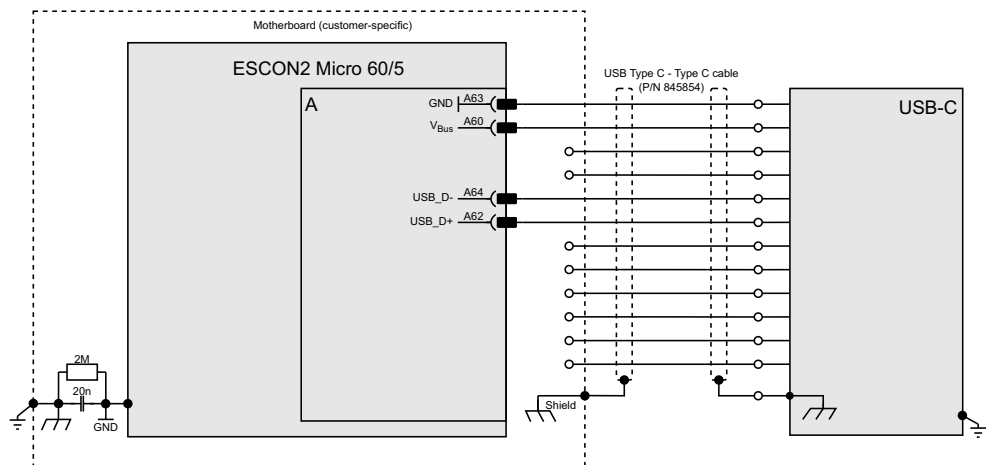 Motherboard (customer-specific)
ESCON2 Micro 60/5
USB Type C - Type C cable
(P/N 845854)
A
USB-C
GND
A63
VBus
A60
USB_D-
A64
USB_D+
A62
2M
20n
GND
Shield